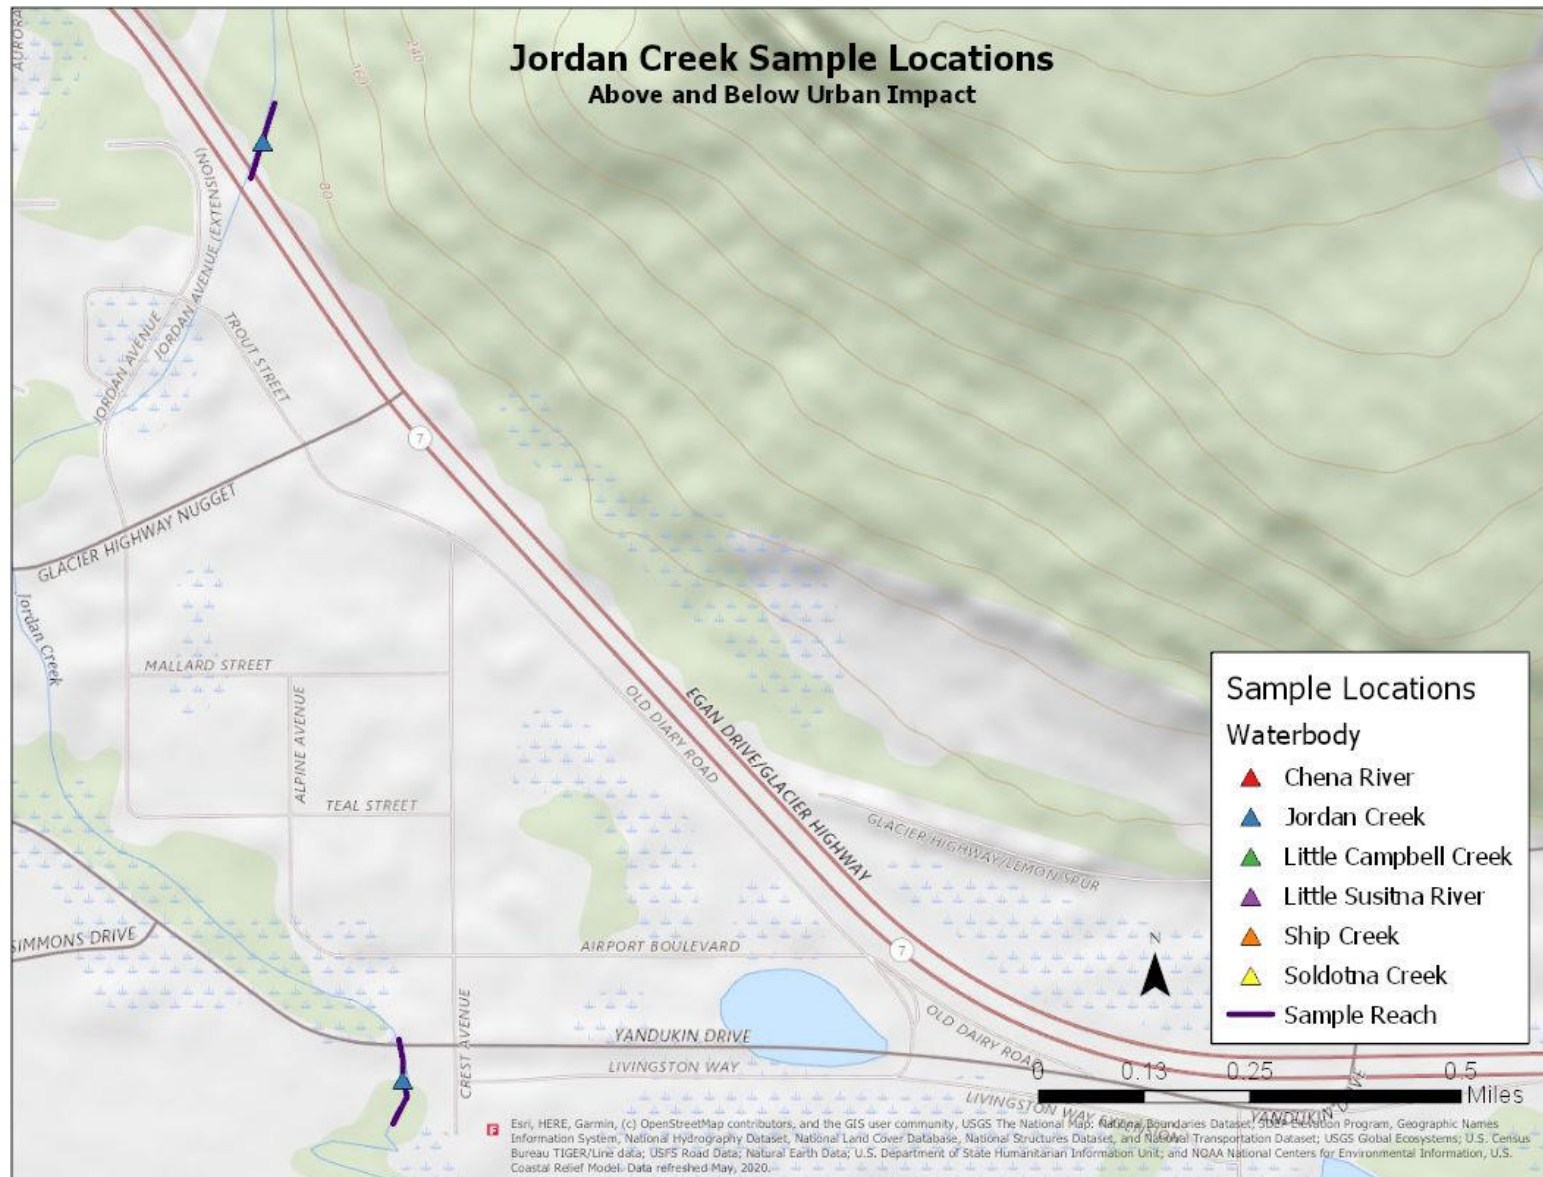 Jordan Creek Sample Locations
Above and Below Urban Impact
AURORA
240
160
80
JORDAN AVENUE (EXTENSION)
JORDAN AVENUE
TROUT STREET
7
GLACIER HIGHWAY NUGGET
Jordan Creek
MALLARD STREET
ALPINE AVENUE
TEAL STREET
OLD DIARY ROAD
EGAN DRIVE/GLACIER HIGHWAY
GLACIER HIGHWAY/LEMON SPUR
SIMMONS DRIVE
AIRPORT BOULEVARD
7
CREST AVENUE
YANDUKIN DRIVE
LIVINGSTON WAY
OLD DAIRY ROAD
LIVINGSTON WAY
YANDUKIN
N
Sample Locations
Waterbody
Chena River
Jordan Creek
Little Campbell Creek
Little Susitna River
Ship Creek
Soldotna Creek
Sample Reach
0 0.13 0.25 0.5
Miles
Esri, HERE, Garmin, (c) OpenStreetMap contributors, and the GIS user community, USGS The National Map: National Boundaries Dataset, 3DEP Elevation Program, Geographic Names
Information System, National Hydrography Dataset, National Land Cover Database, National Structures Dataset, and National Transportation Dataset; USGS Global Ecosystems; U.S. Census
Bureau TIGER/Line data; USFS Road Data; Natural Earth Data; U.S. Department of State Humanitarian Information Unit; and NOAA National Centers for Environmental Information, U.S.
Coastal Relief Model. Data refreshed May, 2020.